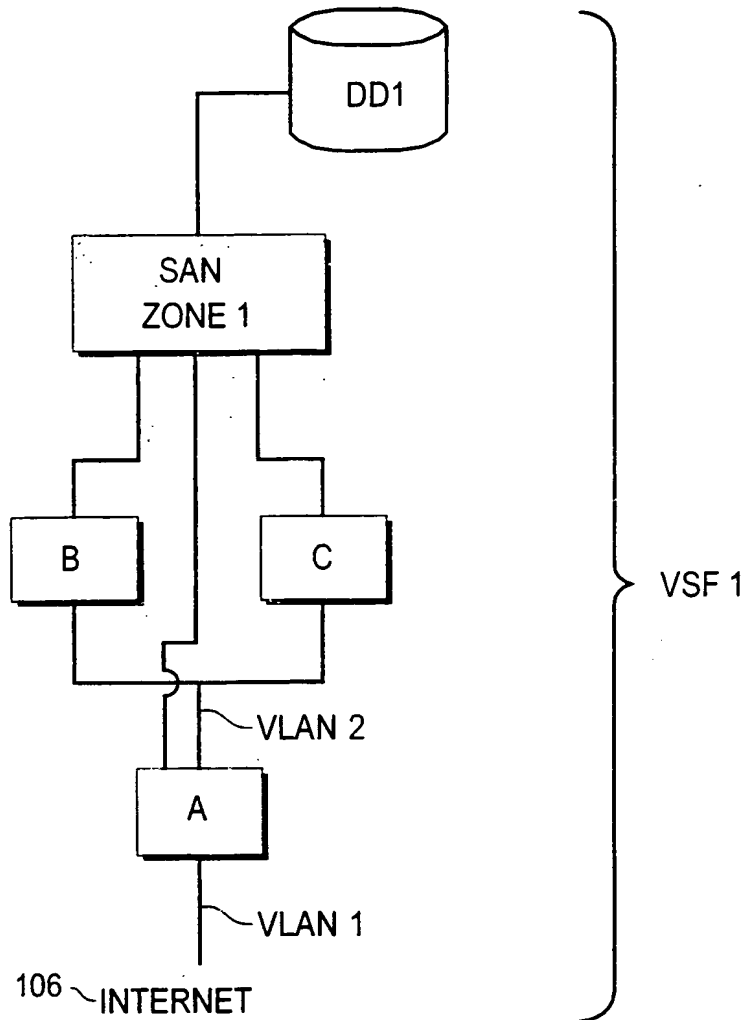 DD1
SAN
ZONE 1
B
C
VSF 1
VLAN 2
A
VLAN 1
106 INTERNET